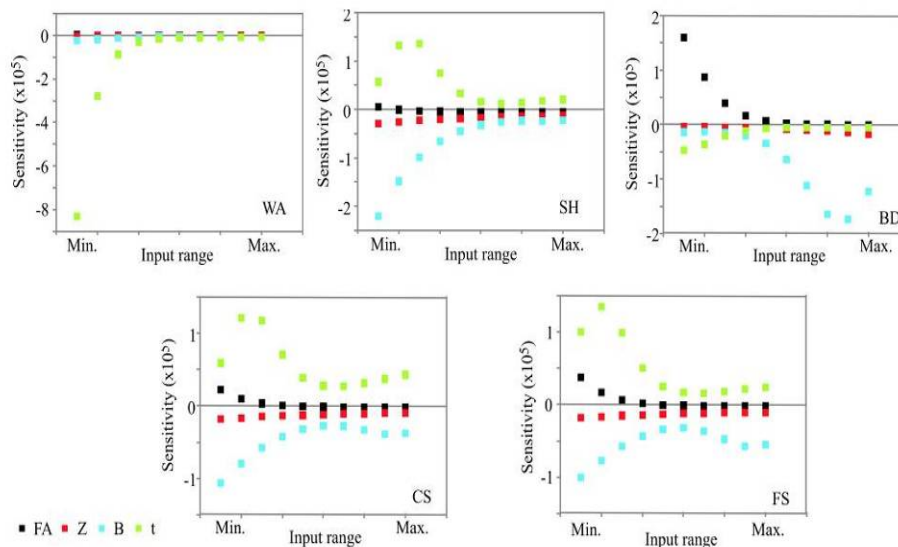 Sensitivity (x10⁵)
0
-2
-4
-6
-8
WA
Min.
Max.
Input range
Sensitivity (x10⁵)
2
1
0
-1
-2
SH
Min.
Max.
Input range
Sensitivity (x10⁵)
2
1
0
-1
-2
BD
Min.
Max.
Input range
Sensitivity (x10⁵)
1
0
-1
CS
Min.
Max.
Input range
Sensitivity (x10⁵)
1
0
-1
FS
Min.
Max.
Input range
FA Z B t